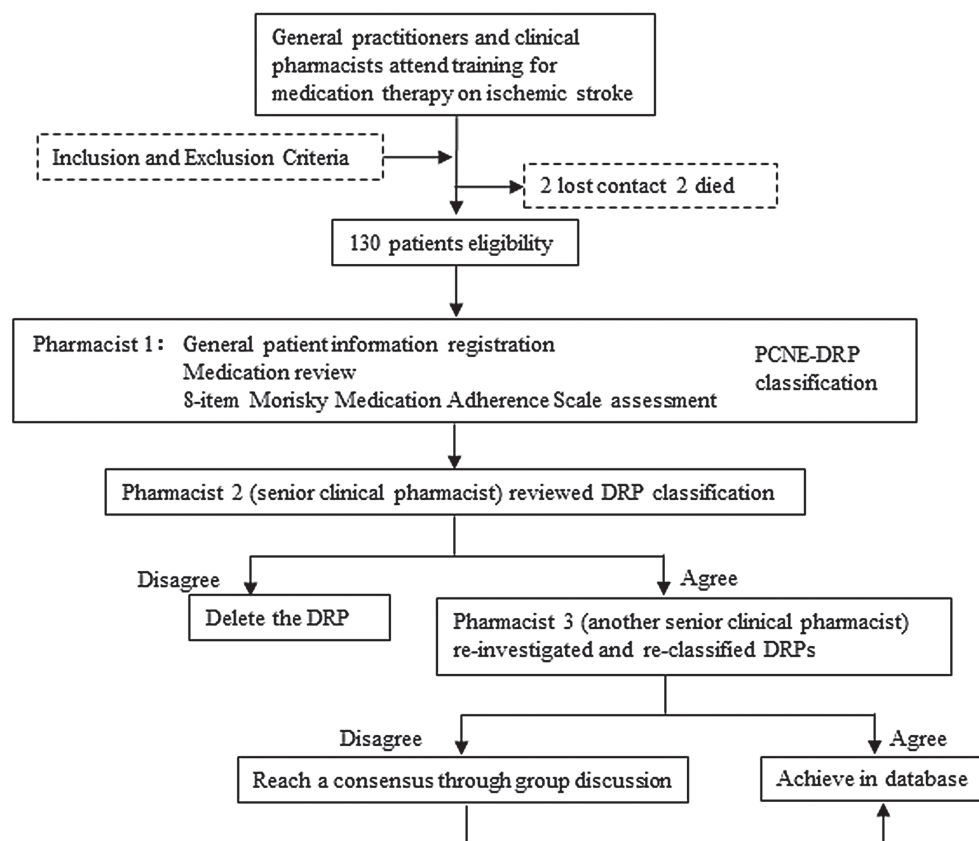 General practitioners and clinical
pharmacists attend training for
medication therapy on ischemic stroke
Inclusion and Exclusion Criteria
2 lost contact 2 died
130 patients eligibility
Pharmacist 1: General patient information registration
Medication review
8-item Morisky Medication Adherence Scale assessment
PCNE-DRP
classification
Pharmacist 2 (senior clinical pharmacist) reviewed DRP classification
Disagree
Agree
Delete the DRP
Pharmacist 3 (another senior clinical pharmacist)
re-investigated and re-classified DRPs
Disagree
Agree
Reach a consensus through group discussion
Achieve in database